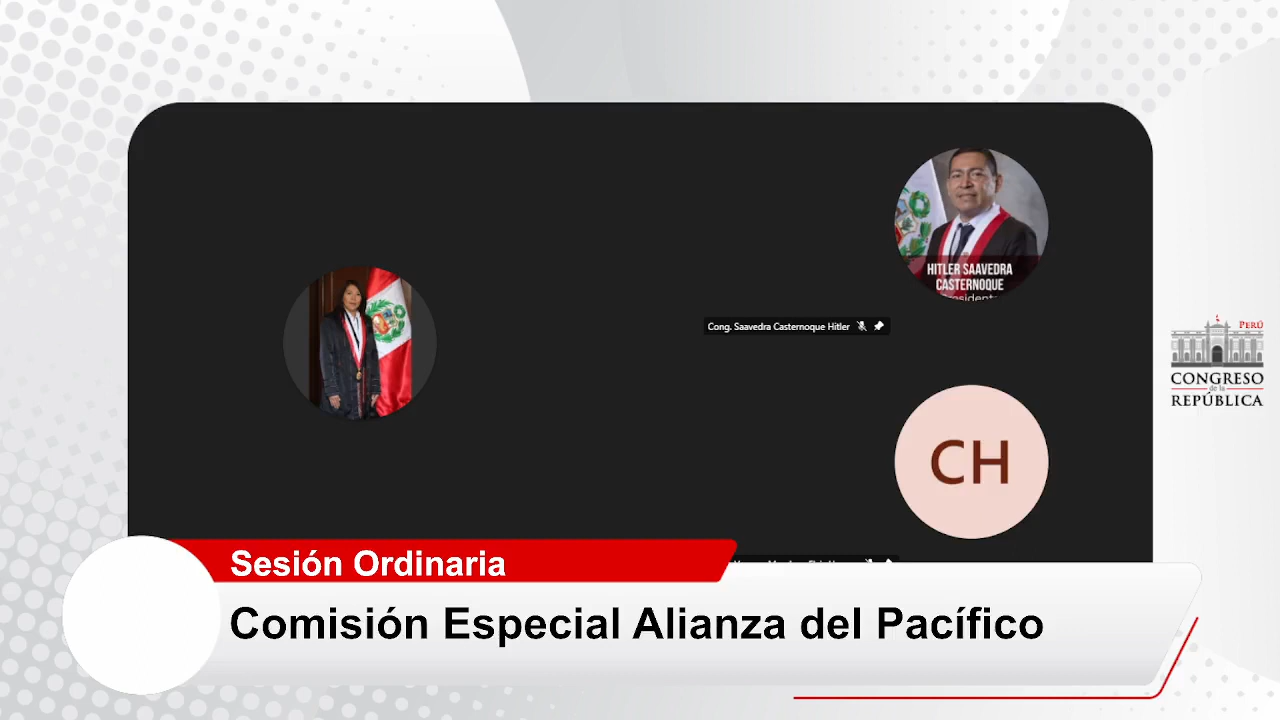 HITLER SAAVEDRA
CASTERNOQUE
Cong. Saavedra Casternoque Hitler
PERÚ
CONGRESO
de la
REPÚBLICA
CH
Sesión Ordinaria
Comisión Especial Alianza del Pacífico